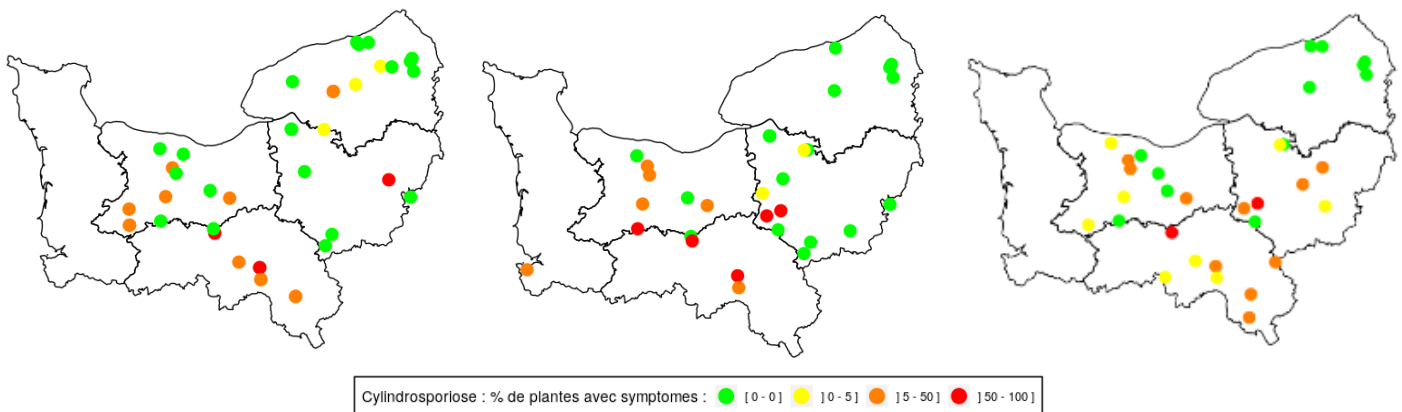 Cylindrosporiose : % de plantes avec symptomes : [ 0 - 0 ] ] 0 - 5 ] ] 5 - 50 ] ] 50 - 100 ]